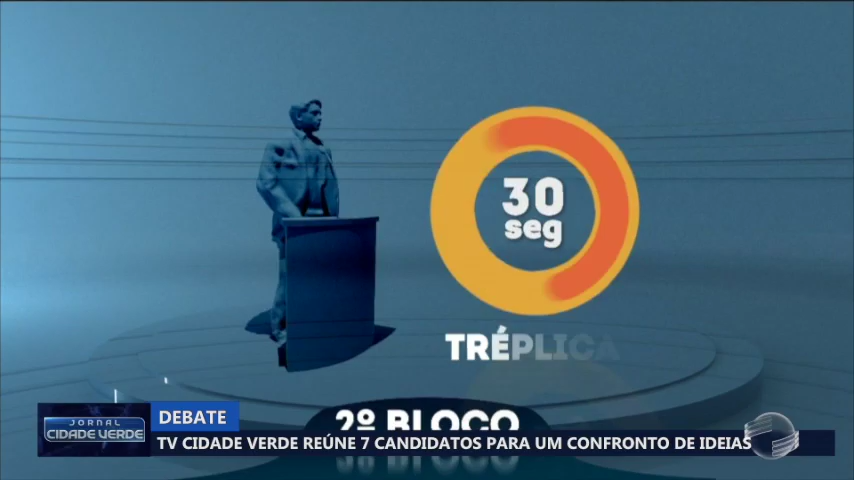 30
seg
TRÉPLICA
2º BLOCO
DEBATE
JORNAL
CIDADE VERDE
TV CIDADE VERDE REÚNE 7 CANDIDATOS PARA UM CONFRONTO DE IDEIAS